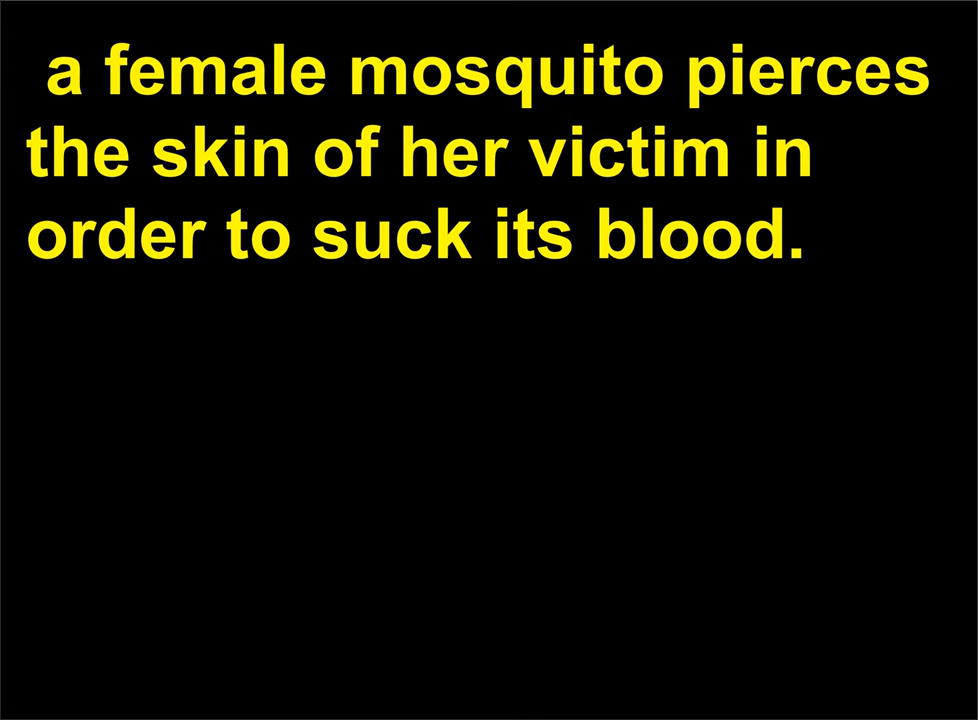 a female mosquito pierces
the skin of her victim in
order to suck its blood.